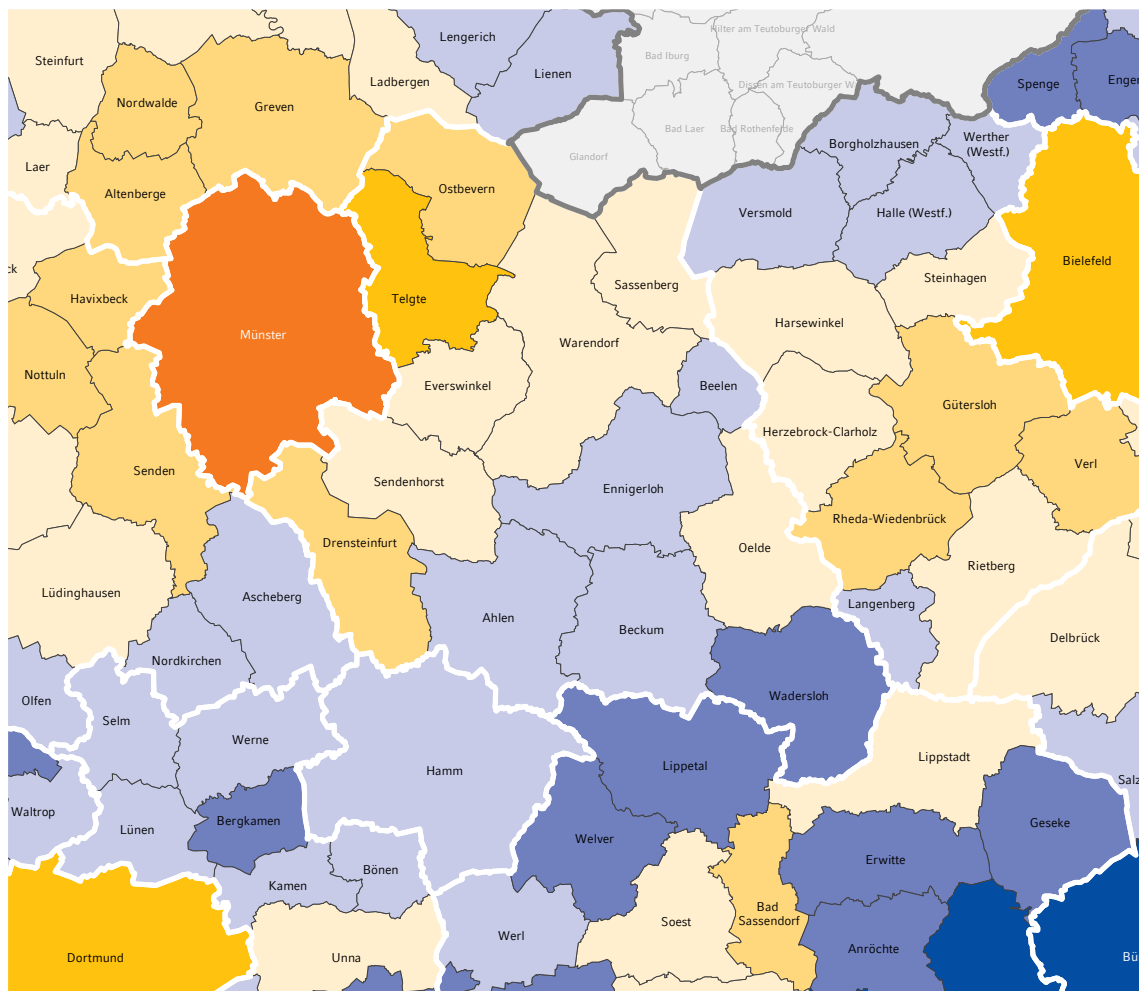 Lengerich
Hilter am Teutoburger Wald
Steinfurt
Bad Iburg
Lienen
Ladbergen
Dissen am Teutoburger W
Spenge
Enger
Nordwalde
Greven
Bad Laer
Bad Rothenfelde
Borgholzhausen
Werther
(Westf.)
Laer
Glandorf
Altenberge
Ostbevern
Versmold
Halle (Westf.)
Bielefeld
ck
Steinhagen
Havixbeck
Telgte
Sassenberg
Harsewinkel
Münster
Warendorf
Nottuln
Everswinkel
Beelen
Gütersloh
Herzebrock-Clarholz
Senden
Verl
Sendenhorst
Ennigerloh
Rheda-Wiedenbrück
Drensteinfurt
Oelde
Rietberg
Lüdinghausen
Ascheberg
Langenberg
Ahlen
Beckum
Delbrück
Nordkirchen
Olfen
Wadersloh
Selm
Werne
Lippstadt
Hamm
Lippetal
Salz
Waltrop
Bergkamen
Geseke
Lünen
Welver
Erwitte
Bönen
Kamen
Bad
Sassendorf
Soest
Werl
Anröchte
Dortmund
Unna
Bü